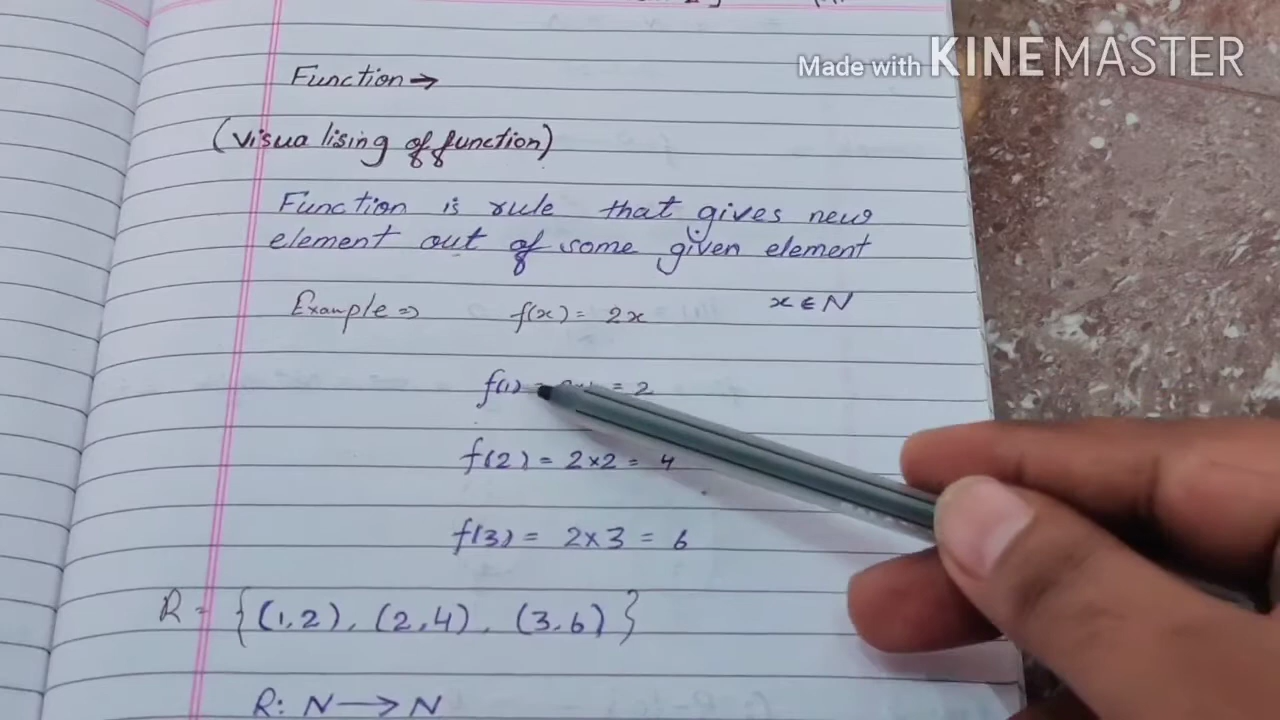 Made with KINEMASTER
Function →
(visualising of function)
Function is rule that gives new
element out of some given element
Example ⇒ f(x) = 2x x ∈ N
f(1) = = 2
f(2) = 2×2 = 4
f(3) = 2×3 = 6
R = {(1,2), (2,4), (3,6)}
R: N → N